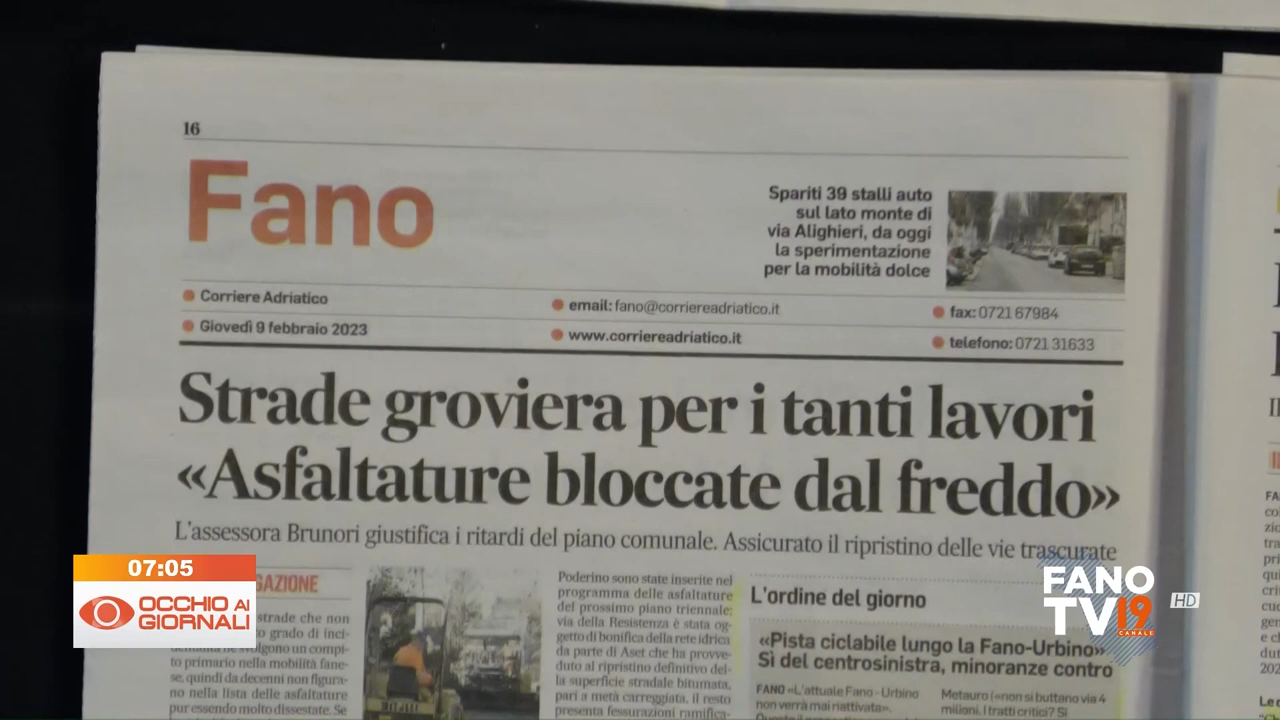 16
Fano
Spariti 39 stalli auto
sul lato monte di
via Alighieri, da oggi
la sperimentazione
per la mobilità dolce
Corriere Adriatico
email: fano@corriereadriatico.it
fax: 0721 67984
Giovedì 9 febbraio 2023
www.corriereadriatico.it
telefono: 0721 31633
Strade groviera per i tanti lavori
«Asfaltature bloccate dal freddo»
L'assessora Brunori giustifica i ritardi del piano comunale. Assicurato il ripristino delle vie trascurate
GAZIONE
strade che non
grado di inci-
no un compi-
to primario nella mobilità fane-
se, quindi da decenni non figura-
no nella lista delle asfaltature
pur essendo molto dissestate. Se
Poderino sono state inserite nel
programma delle asfaltature
del prossimo piano triennale;
via della Resistenza è stata og-
getto di bonifica della rete idrica
da parte di Aset che ha provve-
duto al ripristino definitivo del-
la superficie stradale bitumata,
pari a metà carreggiata, il resto
presenta fessurazioni ramifica-
L'ordine del giorno
«Pista ciclabile lungo la Fano-Urbino»
Sì del centrosinistra, minoranze contro
FANO «L'attuale Fano-Urbino
non verrà mai riattivata».
Metauro («non si buttano via 4
milioni. I tratti critici? Si
07:05
OCCHIO AI
GIORNALI
FANO
TV19
CANALE
HD